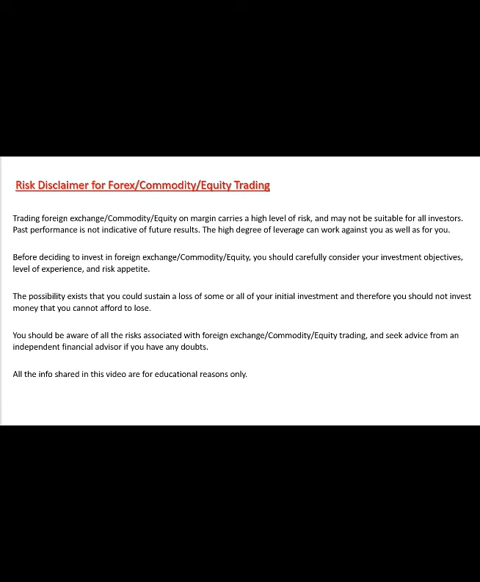 Risk Disclaimer for Forex/Commodity/Equity Trading
Trading foreign exchange/Commodity/Equity on margin carries a high level of risk, and may not be suitable for all investors.
Past performance is not indicative of future results. The high degree of leverage can work against you as well as for you.
Before deciding to invest in foreign exchange/Commodity/Equity, you should carefully consider your investment objectives,
level of experience, and risk appetite.
The possibility exists that you could sustain a loss of some or all of your initial investment and therefore you should not invest
money that you cannot afford to lose.
You should be aware of all the risks associated with foreign exchange/Commodity/Equity trading, and seek advice from an
independent financial advisor if you have any doubts.
All the info shared in this video are for educational reasons only.